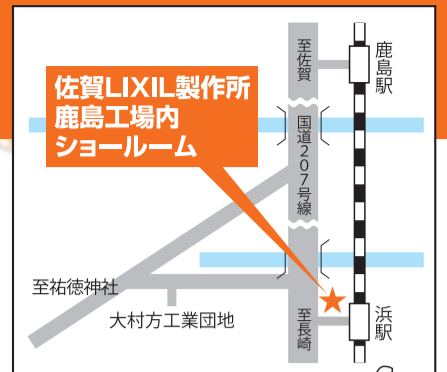 佐賀LIXIL製作所
鹿島工場内
ショールーム
至佐賀
鹿島駅
国道207号線
至祐徳神社
大村方工業団地
至長崎
浜駅